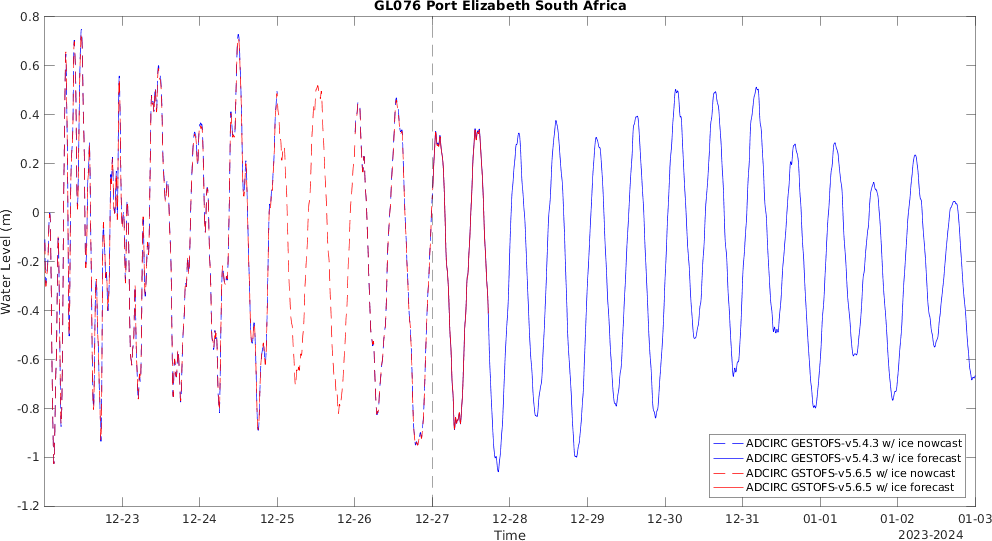 GL076 Port Elizabeth South Africa
0.8
0.6
0.4
0.2
0
-0.2
-0.4
-0.6
-0.8
-1
-1.2
Water Level (m)
ADCIRC GESTOFS-v5.4.3 w/ ice nowcast
ADCIRC GESTOFS-v5.4.3 w/ ice forecast
ADCIRC GSTOFS-v5.6.5 w/ ice nowcast
ADCIRC GSTOFS-v5.6.5 w/ ice forecast
12-23 12-24 12-25 12-26 12-27 12-28 12-29 12-30 12-31 01-01 01-02 01-03
Time
2023-2024